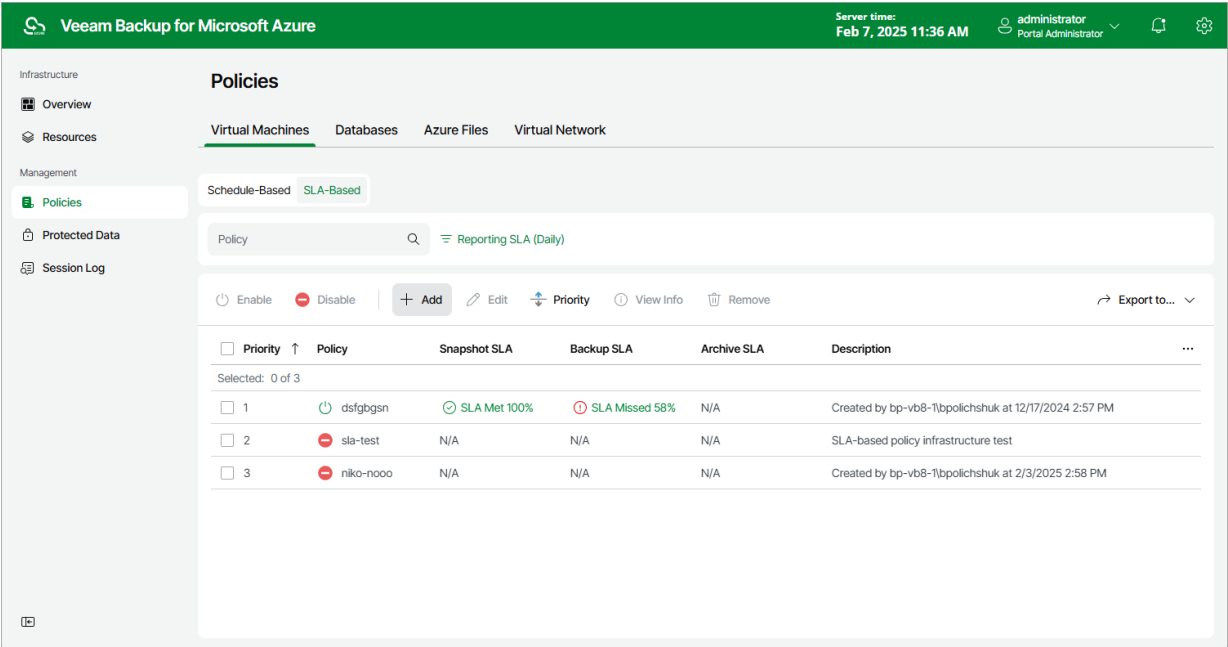 Veeam Backup for Microsoft Azure
Server time:
Feb 7, 2025 11:36 AM
administrator
Portal Administrator
Infrastructure
Overview
Resources
Management
Policies
Protected Data
Session Log
Policies
Virtual Machines Databases Azure Files Virtual Network
Schedule-Based SLA-Based
Policy Reporting SLA (Daily)
Enable Disable Add Edit Priority View Info Remove Export to...
Priority Policy Snapshot SLA Backup SLA Archive SLA Description
Selected: 0 of 3
1 dsfgbgsn SLA Met 100% SLA Missed 58% N/A Created by bp-vb8-1\bpolichshuk at 12/17/2024 2:57 PM
2 sla-test N/A N/A N/A SLA-based policy infrastructure test
3 niko-nooo N/A N/A N/A Created by bp-vb8-1\bpolichshuk at 2/3/2025 2:58 PM